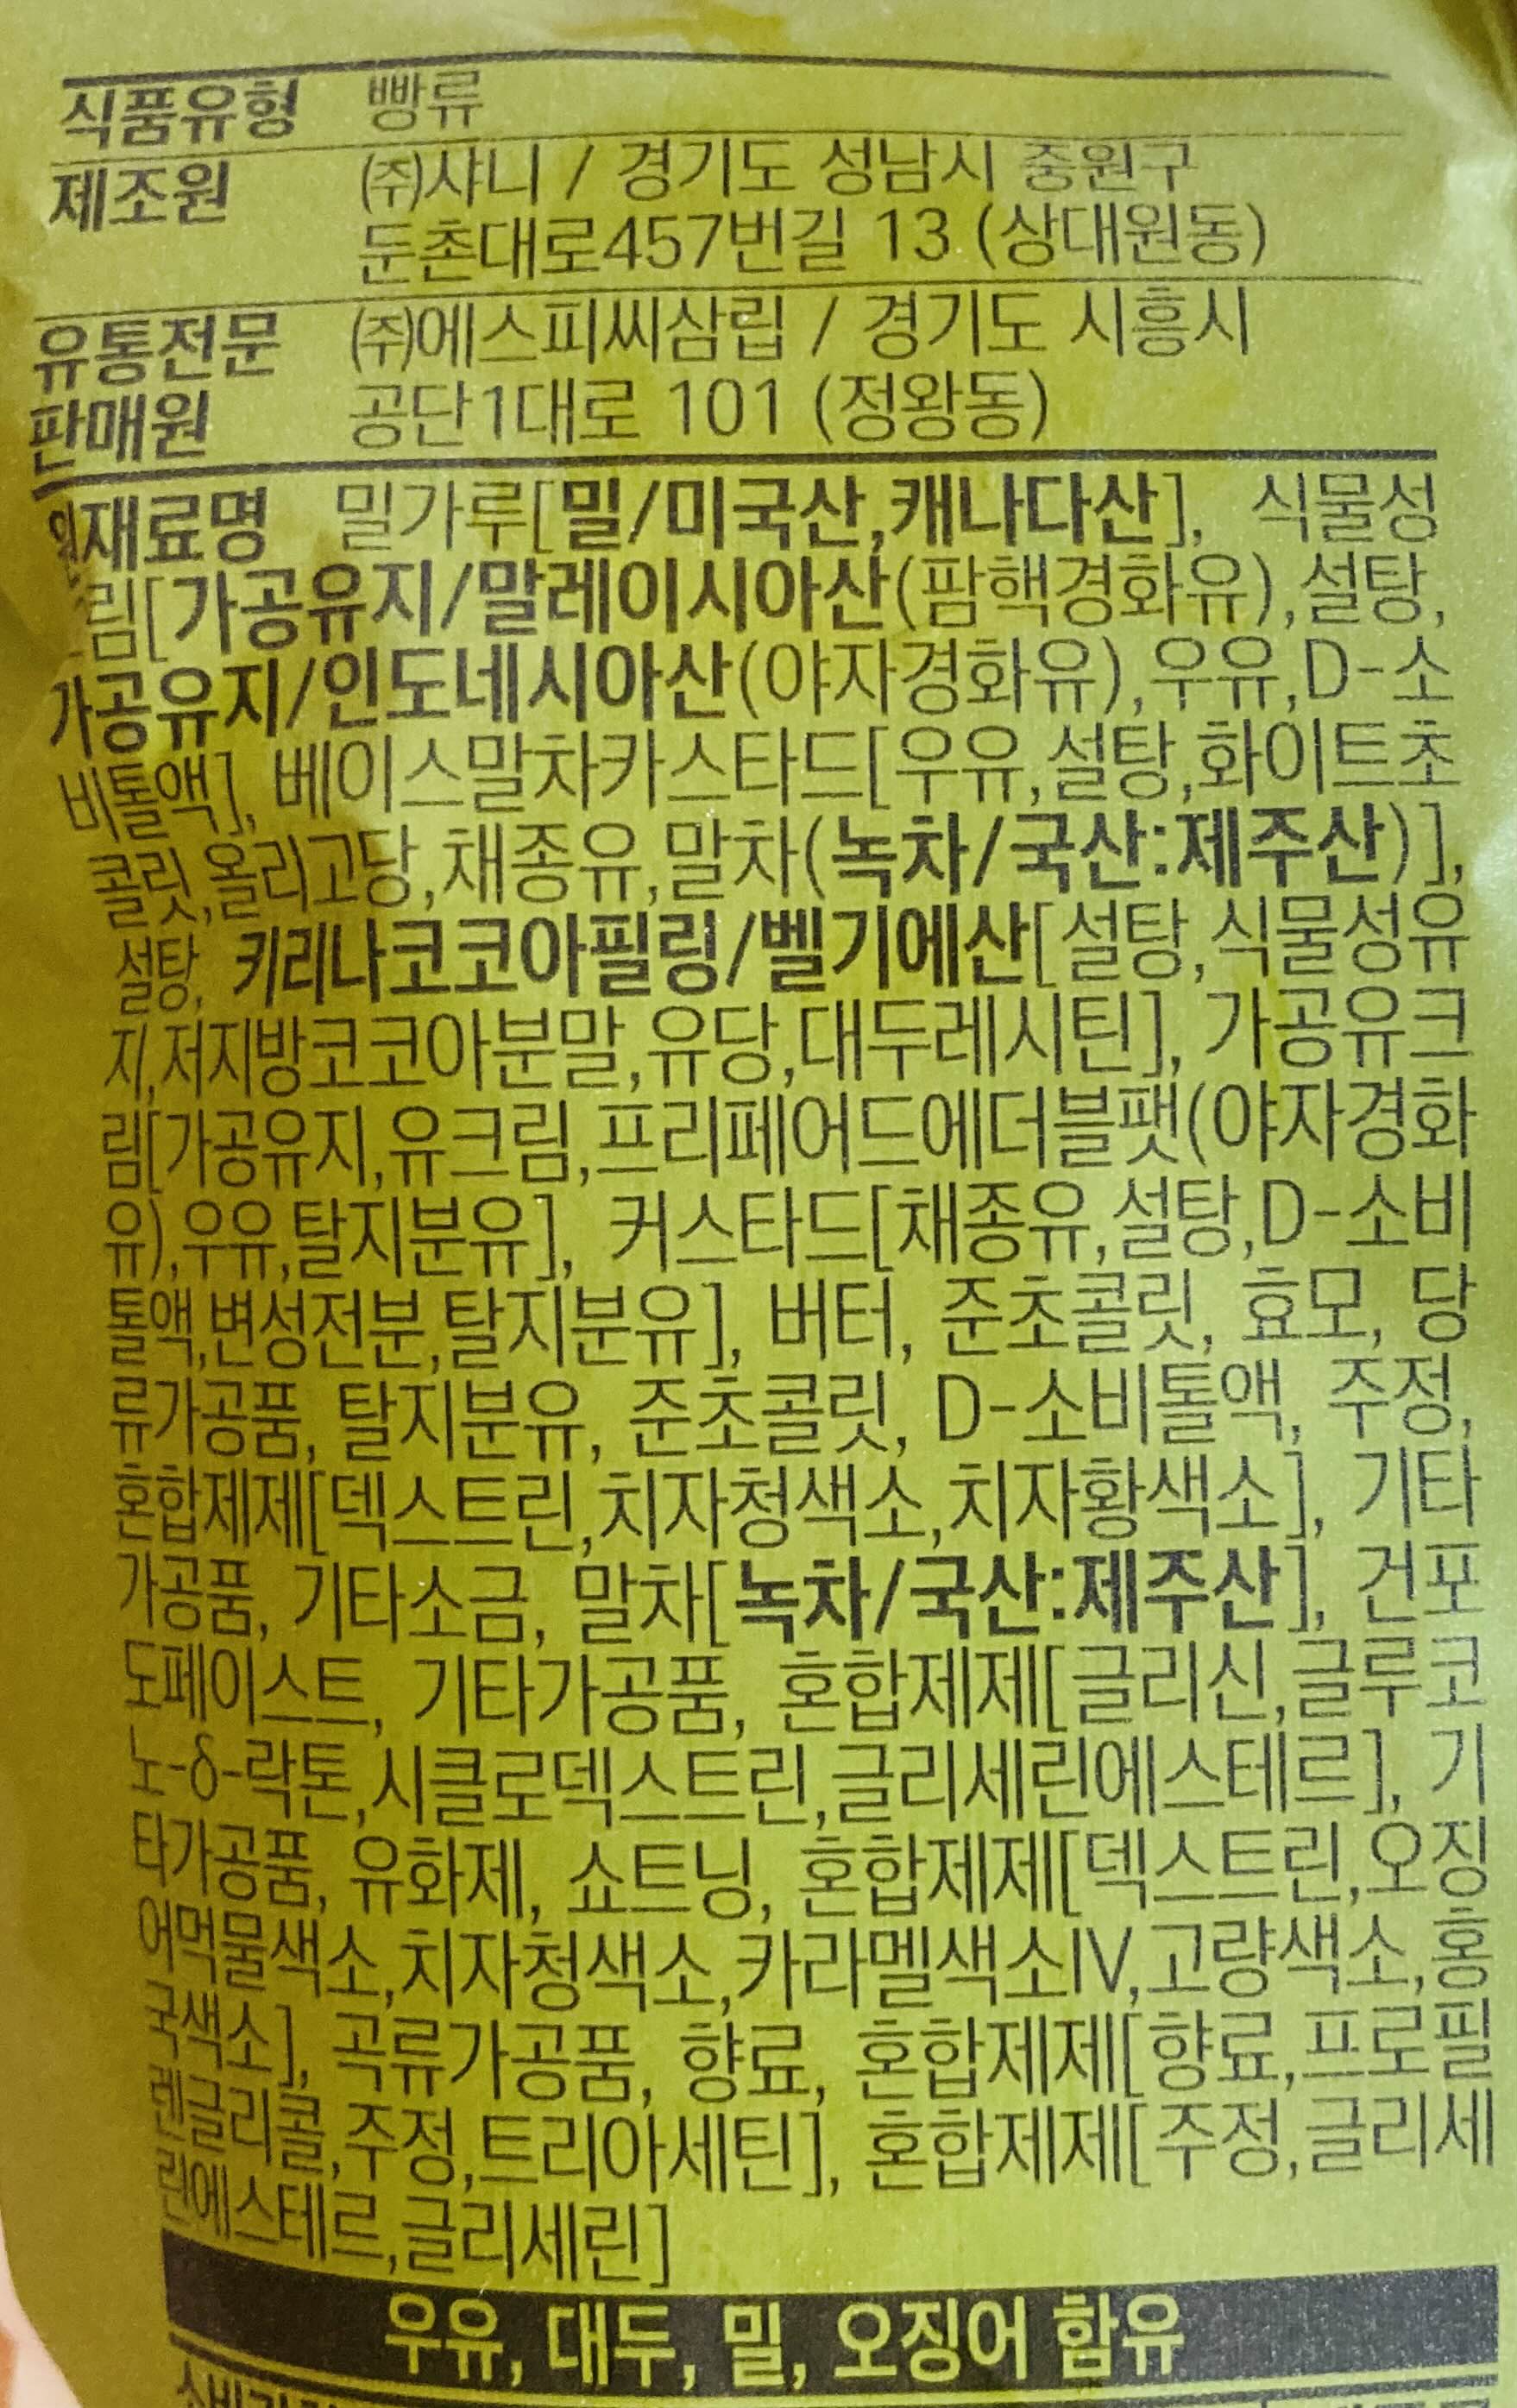 식품유형 빵류
제조원 ㈜샤니 / 경기도 성남시 중원구
둔촌대로457번길 13 (상대원동)
유통전문 ㈜에스피씨삼립 / 경기도 시흥시
판매원 공단1대로 101 (정왕동)
원재료명 밀가루[밀/미국산,캐나다산], 식물성
크림[가공유지/말레이시아산(팜핵경화유),설탕,
가공유지/인도네시아산(야자경화유),우유,D-소
비톨액], 베이스말차카스타드[우유,설탕,화이트초
콜릿,올리고당,채종유,말차(녹차/국산:제주산)],
설탕, 키리나코코아필링/벨기에산[설탕,식물성유
지,저지방코코아분말,유당,대두레시틴], 가공유크
림[가공유지,유크림,프리페어드에더블팻(야자경화
유),우유,탈지분유], 커스타드[채종유,설탕,D-소비
톨액,변성전분,탈지분유], 버터, 준초콜릿, 효모, 당
류가공품, 탈지분유, 준초콜릿, D-소비톨액, 주정,
혼합제제[덱스트린,치자청색소,치자황색소], 기타
가공품, 기타소금, 말차[녹차/국산:제주산], 건포
도페이스트, 기타가공품, 혼합제제[글리신,글루코
노-δ-락톤,시클로덱스트린,글리세린에스테르], 기
타가공품, 유화제, 쇼트닝, 혼합제제[덱스트린,오징
어먹물색소,치자청색소,카라멜색소IV,고량색소,홍
국색소], 곡류가공품, 향료, 혼합제제[향료,프로필
렌글리콜,주정,트리아세틴], 혼합제제[주정,글리세
린에스테르,글리세린]
우유, 대두, 밀, 오징어 함유